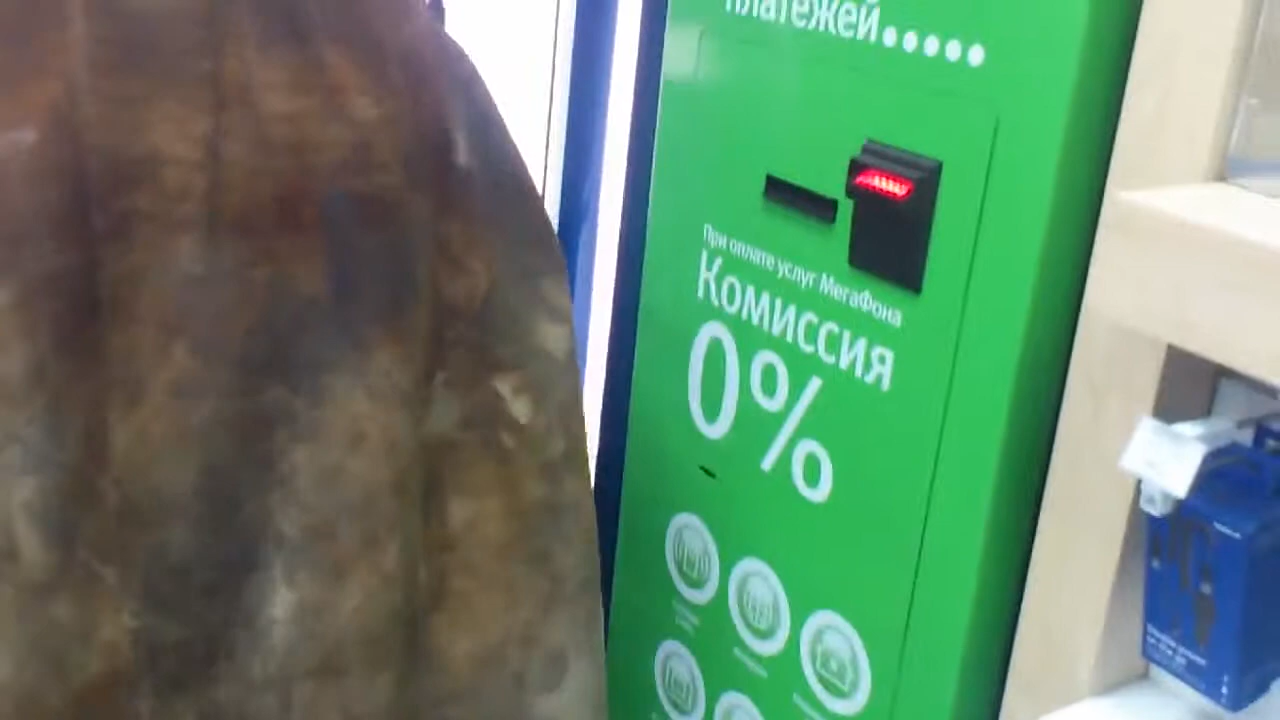 платежей.....
При оплате услуг МегаФона
Комиссия
0%